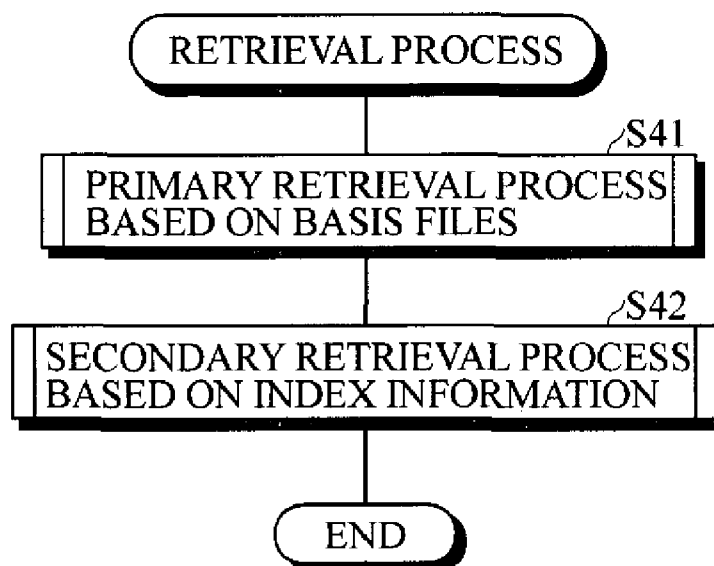 RETRIEVAL PROCESS
S41
PRIMARY RETRIEVAL PROCESS
BASED ON BASIS FILES
S42
SECONDARY RETRIEVAL PROCESS
BASED ON INDEX INFORMATION
END